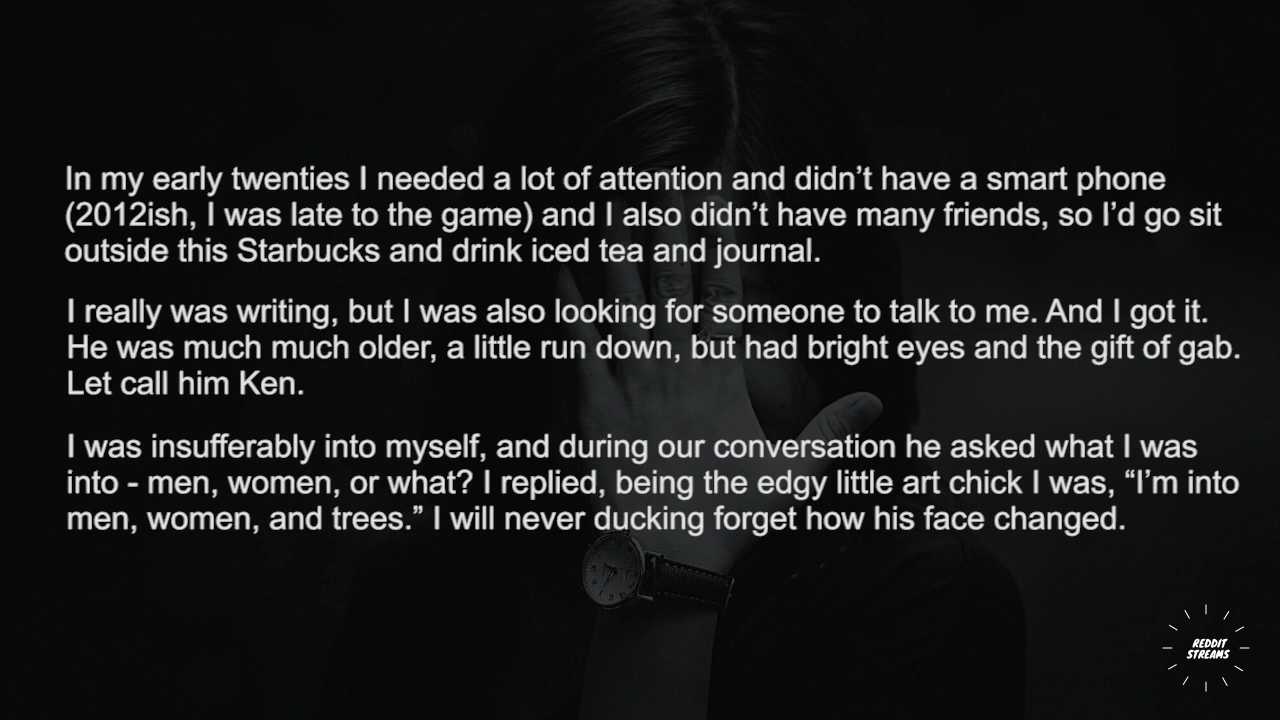 In my early twenties I needed a lot of attention and didn’t have a smart phone
(2012ish, I was late to the game) and I also didn’t have many friends, so I’d go sit
outside this Starbucks and drink iced tea and journal.
I really was writing, but I was also looking for someone to talk to me. And I got it.
He was much much older, a little run down, but had bright eyes and the gift of gab.
Let call him Ken.
I was insufferably into myself, and during our conversation he asked what I was
into - men, women, or what? I replied, being the edgy little art chick I was, “I’m into
men, women, and trees.” I will never ducking forget how his face changed.
REDDIT
STREAMS